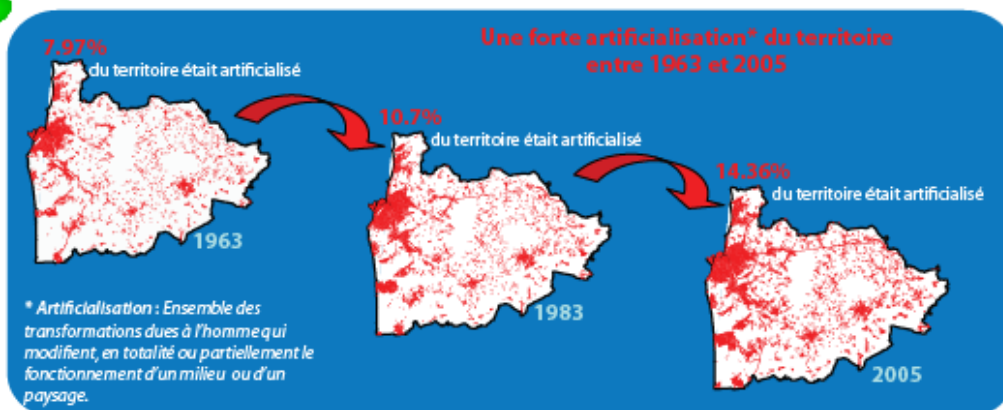 Une forte artificialisation* du territoire
entre 1963 et 2005
7.97%
du territoire était artificialisé
1963
10.7%
du territoire était artificialisé
1983
14.36%
du territoire était artificialisé
2005
* Artificialisation : Ensemble des
transformations dues à l'homme qui
modifient, en totalité ou partiellement le
fonctionnement d'un milieu ou d'un
paysage.